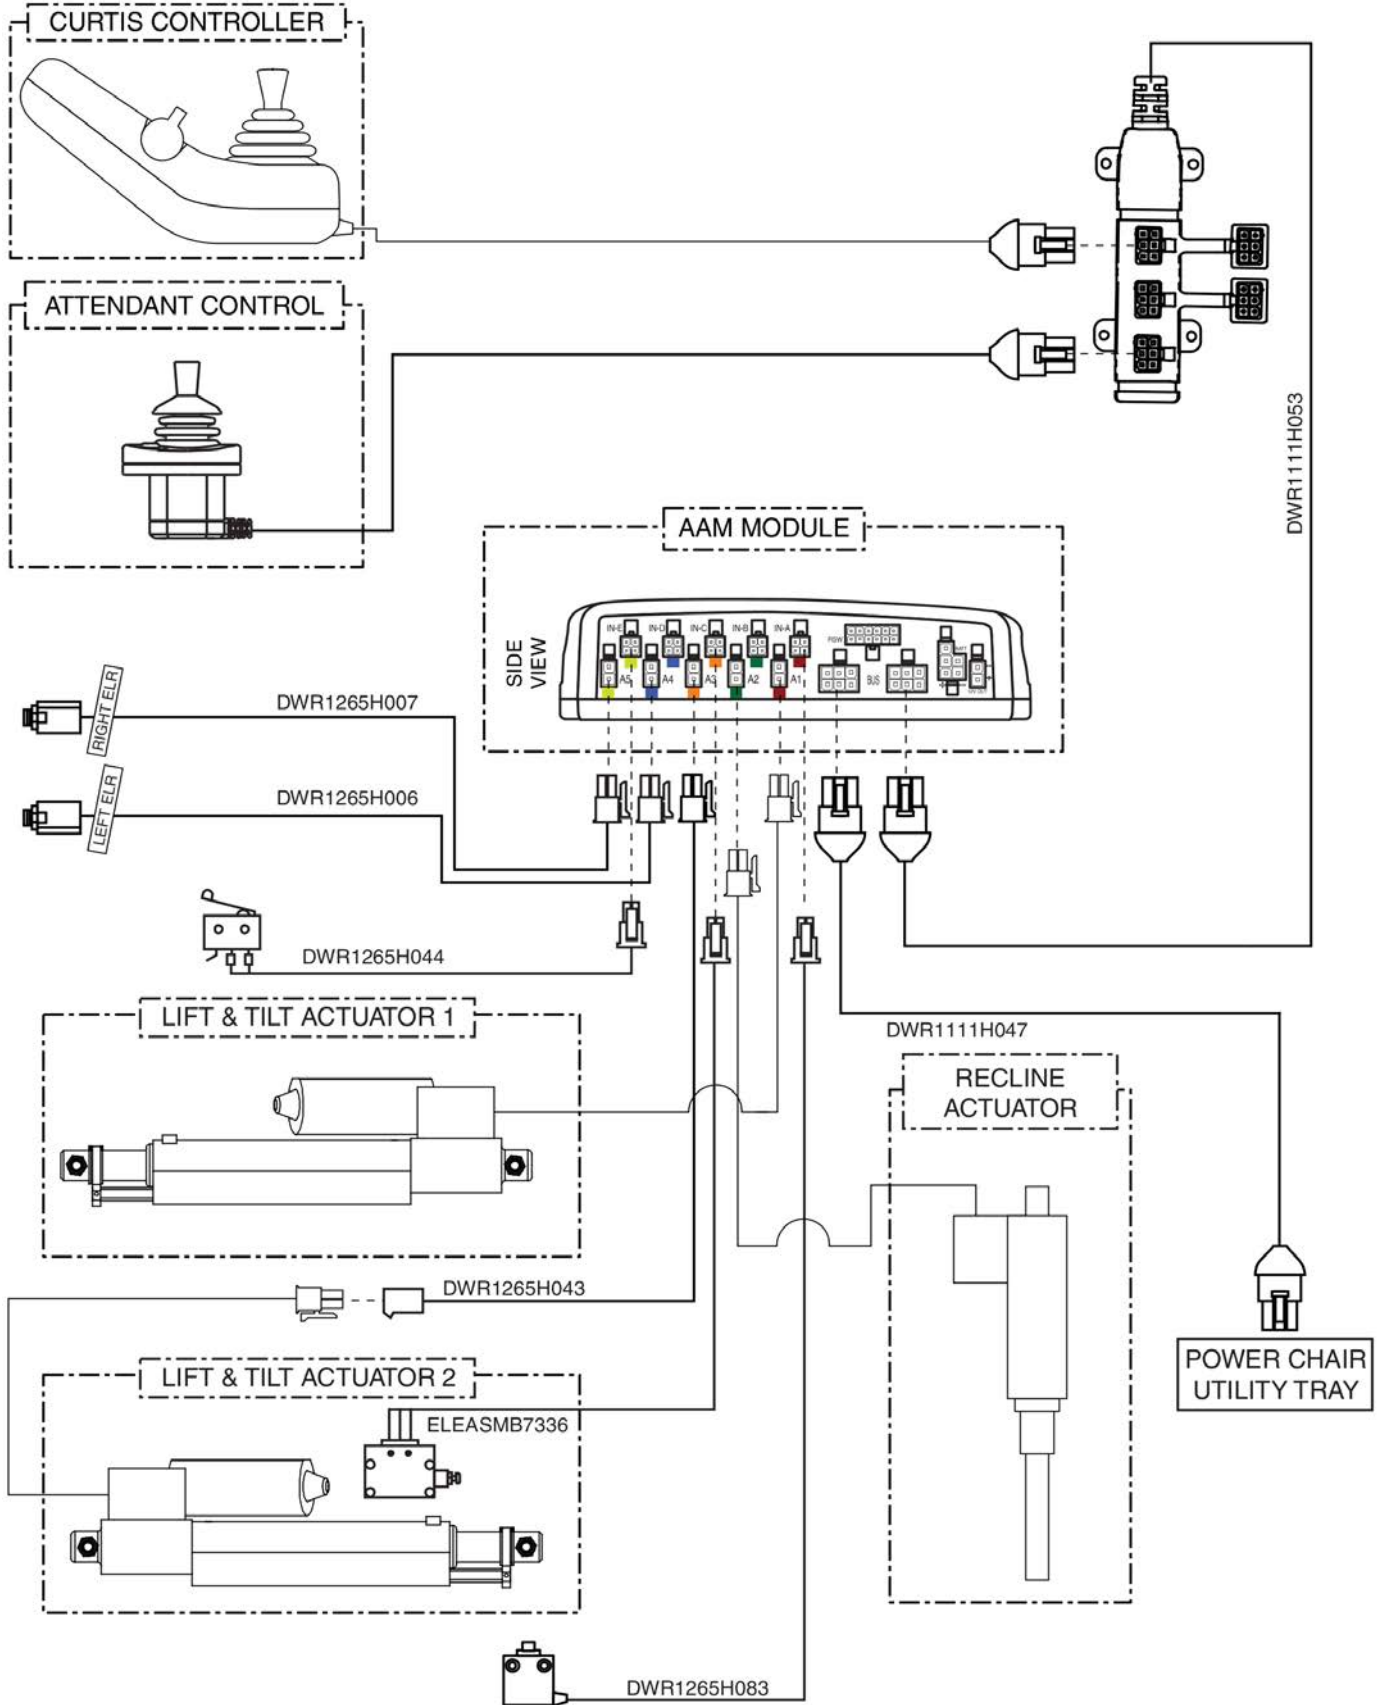 CURTIS CONTROLLER
ATTENDANT CONTROL
DWR1111H053
AAM MODULE
SIDE
VIEW
IN-E
IN-D
IN-C
IN-B
IN-A
A5
A4
A3
A2
A1
BUS
RIGHT ELR
DWR1265H007
LEFT ELR
DWR1265H006
DWR1265H044
LIFT & TILT ACTUATOR 1
DWR1111H047
RECLINE
ACTUATOR
DWR1265H043
LIFT & TILT ACTUATOR 2
ELEASMB7336
POWER CHAIR
UTILITY TRAY
DWR1265H083